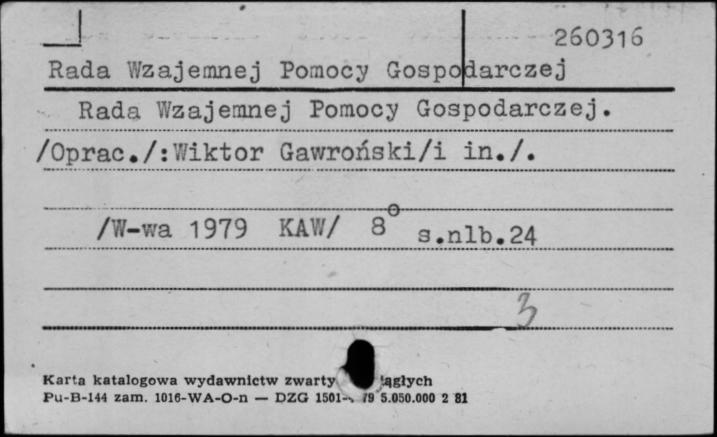 260316
Rada Wzajemnej Pomocy Gospodarczej
Rada Wzajemnej Pomocy Gospodarczej.
/Oprac./:Wiktor Gawroński/i in./.
/W-wa 1979 KAW/ 8° s.nlb.24
3
Karta katalogowa wydawnictw zwarty
Pu-B-144 zam. 1016-WA-O-n — DZG 1501- 79 5.050.000 2 81